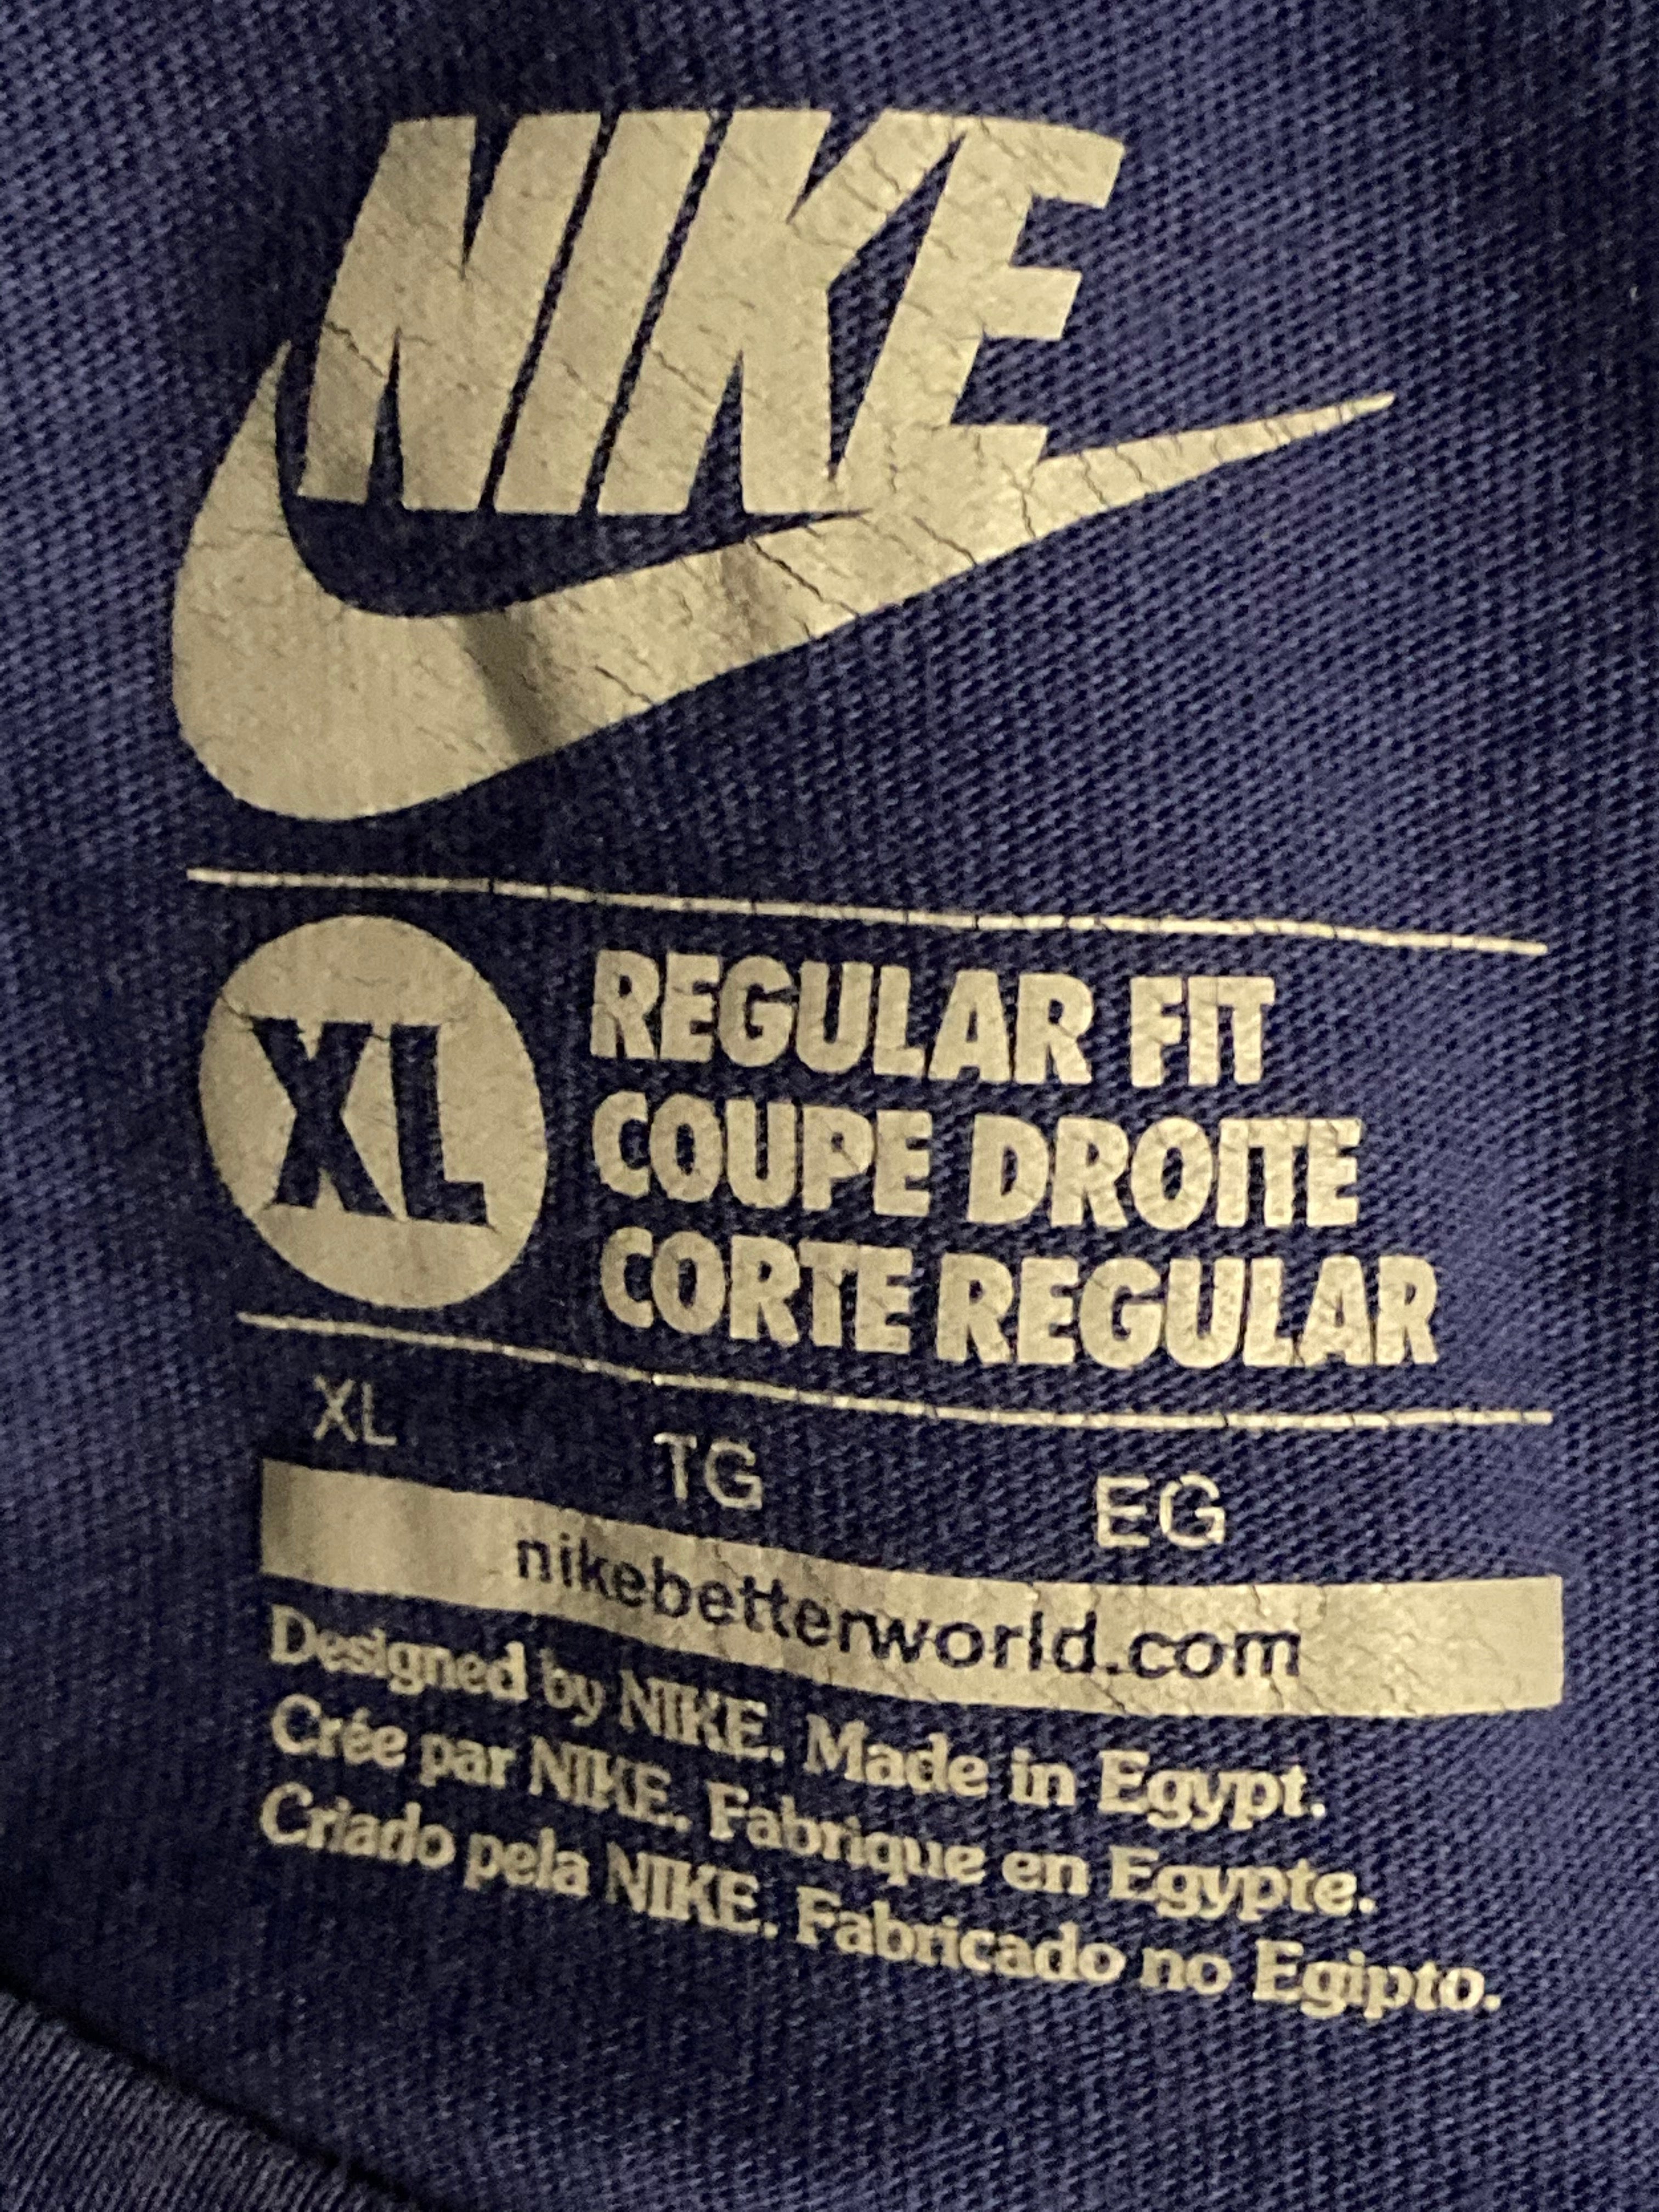 NIKE
XL
REGULAR FIT
COUPE DROITE
CORTE REGULAR
XL TG EG
nikebetterworld.com
Designed by NIKE. Made in Egypt.
Crée par NIKE. Fabrique en Egypte.
Criado pela NIKE. Fabricado no Egipto.